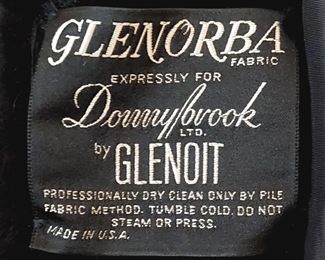 GLENORBA
FABRIC
EXPRESSLY FOR
Donnybrook
LTD.
by GLENOIT
PROFESSIONALLY DRY CLEAN ONLY BY PILE
FABRIC METHOD. TUMBLE COLD. DO NOT
STEAM OR PRESS.
MADE IN U.S.A.